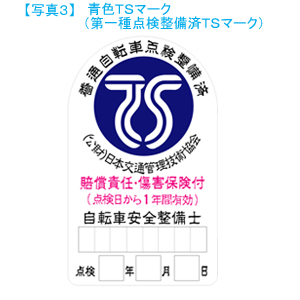 【写真３】 青色ＴＳマーク
（第一種点検整備済ＴＳマーク）
普通自転車点検整備済
TS
(公財)日本交通管理技術協会
賠償責任・傷害保険付
(点検日から１年間有効)
自転車安全整備士
点検 年 月 日